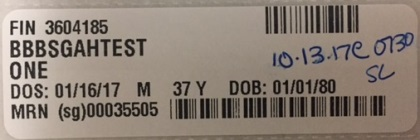 FIN 3604185
BBBSGAHTEST
ONE
DOS: 01/16/17 M 37 Y DOB: 01/01/80
MRN (sg)00035505
10.13.17@ 0730
SL